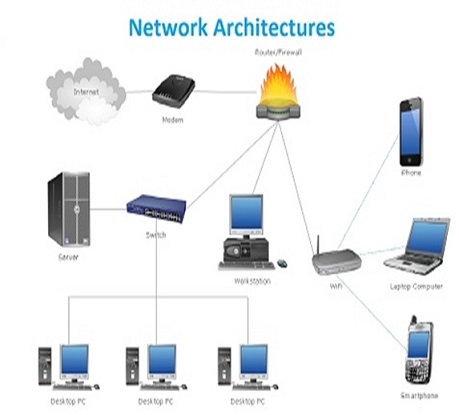 Network Architectures
Router/Firewall
Internet
Modem
iPhone
Switch
Server
Workstation
Wifi
Laptop Computer
Desktop PC
Desktop PC
Desktop PC
Smartphone